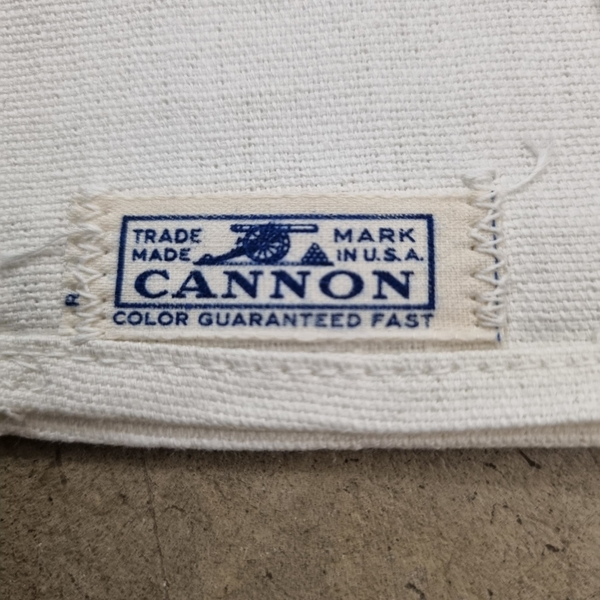 TRADE MARK
MADE IN U.S.A.
CANNON
COLOR GUARANTEED FAST
R